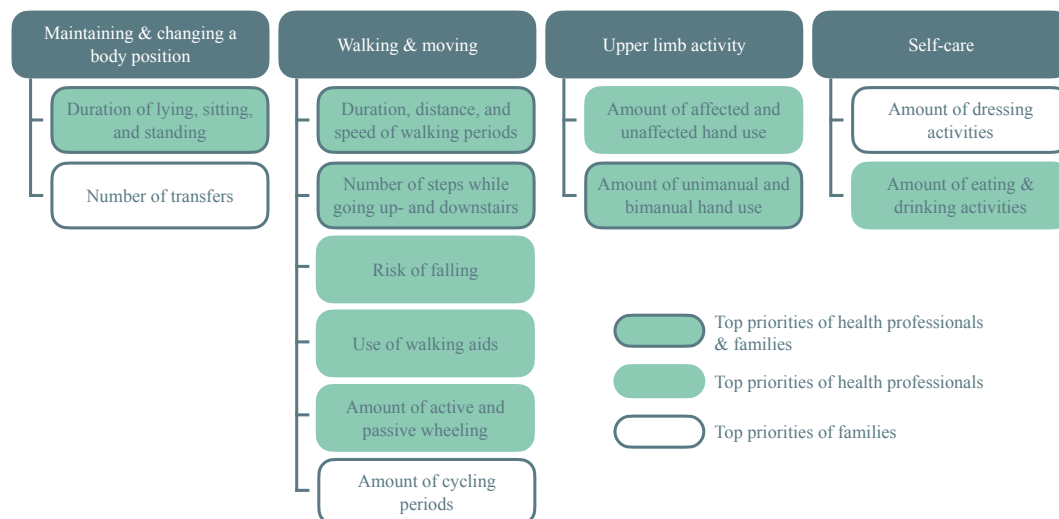 Maintaining & changing a
body position
Duration of lying, sitting,
and standing
Number of transfers
Walking & moving
Duration, distance, and
speed of walking periods
Number of steps while
going up- and downstairs
Risk of falling
Use of walking aids
Amount of active and
passive wheeling
Amount of cycling
periods
Upper limb activity
Amount of affected and
unaffected hand use
Amount of unimanual and
bimanual hand use
Self-care
Amount of dressing
activities
Amount of eating &
drinking activities
Top priorities of health professionals
& families
Top priorities of health professionals
Top priorities of families